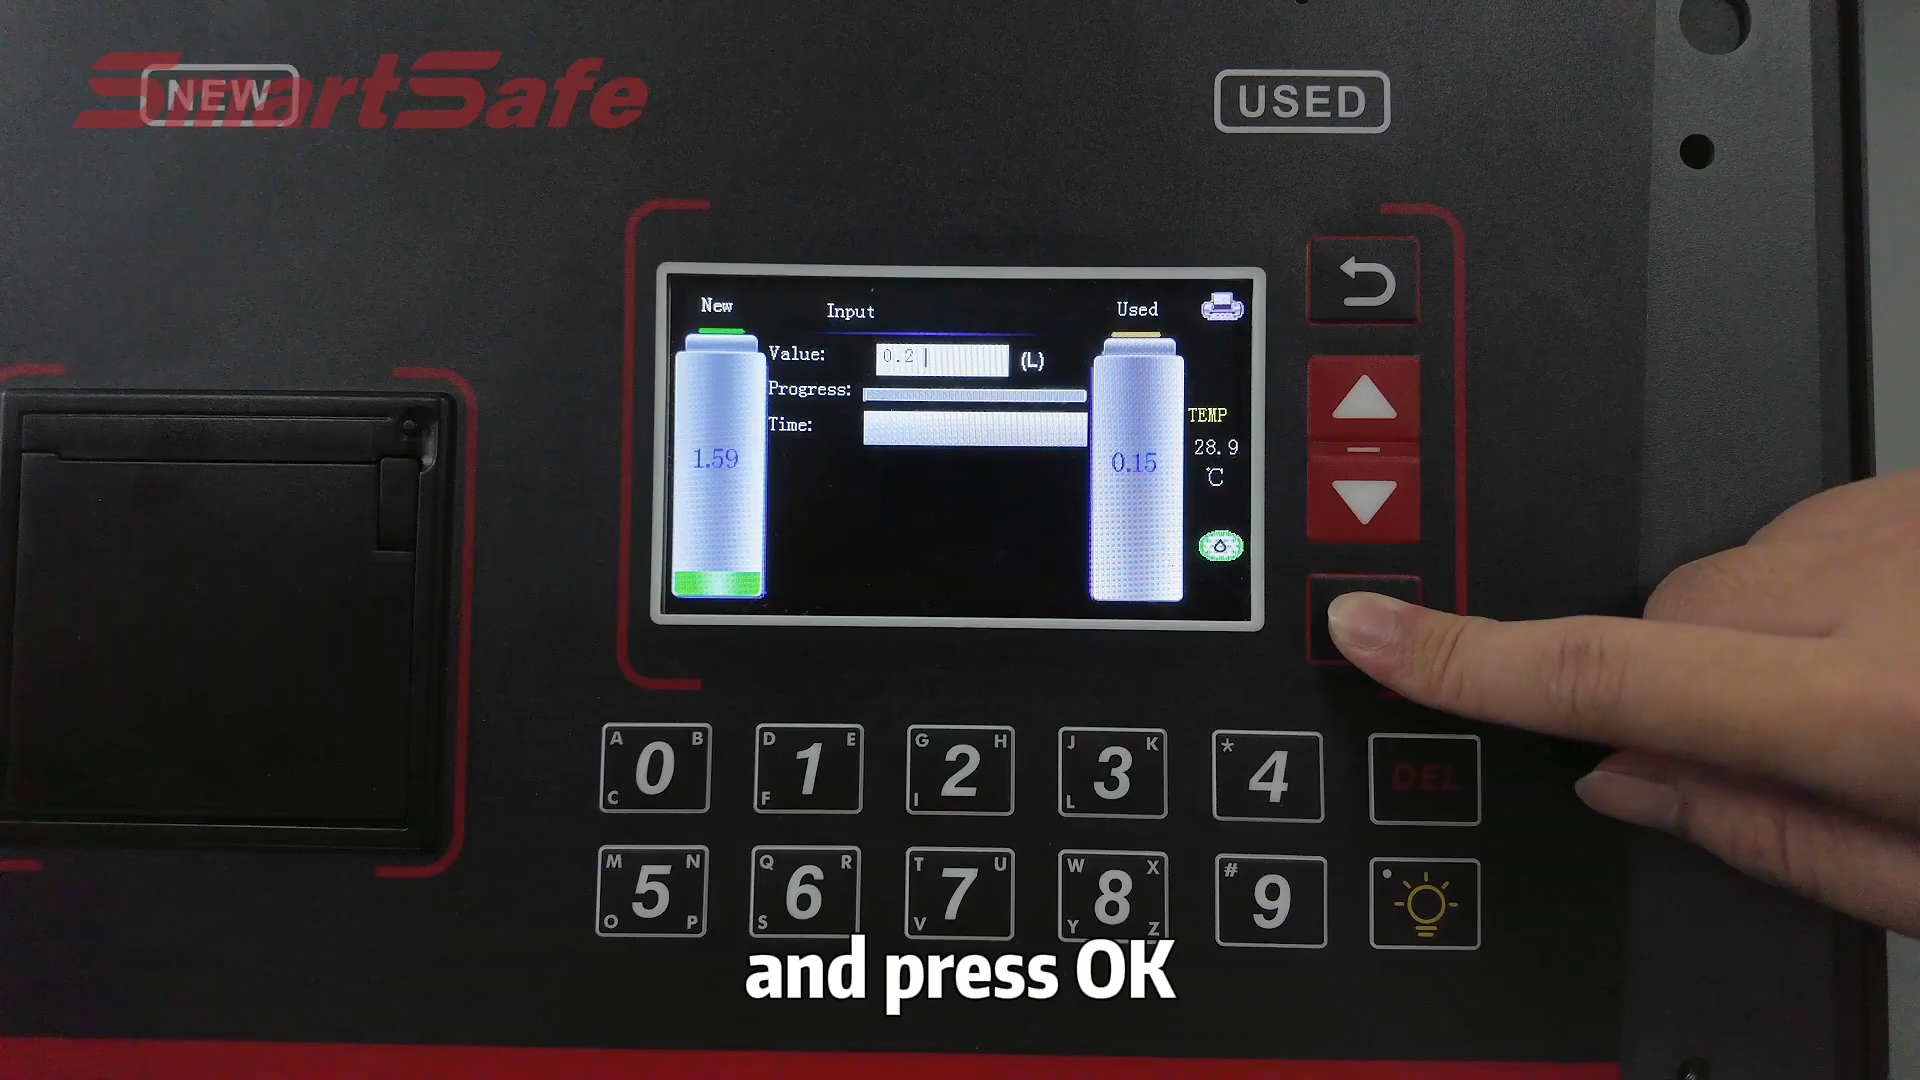 SmartSafe
NEW
USED
New
Input
Used
Value:
0.2
(L)
Progress:
Time:
1.59
0.15
TEMP
28.9
℃
A B
0
C
D E
1
F
G H
2
I
J K
3
L
*
4
DEL
M N
5
O P
Q R
6
S
T U
7
V
W X
8
Y Z
#
9
and press OK